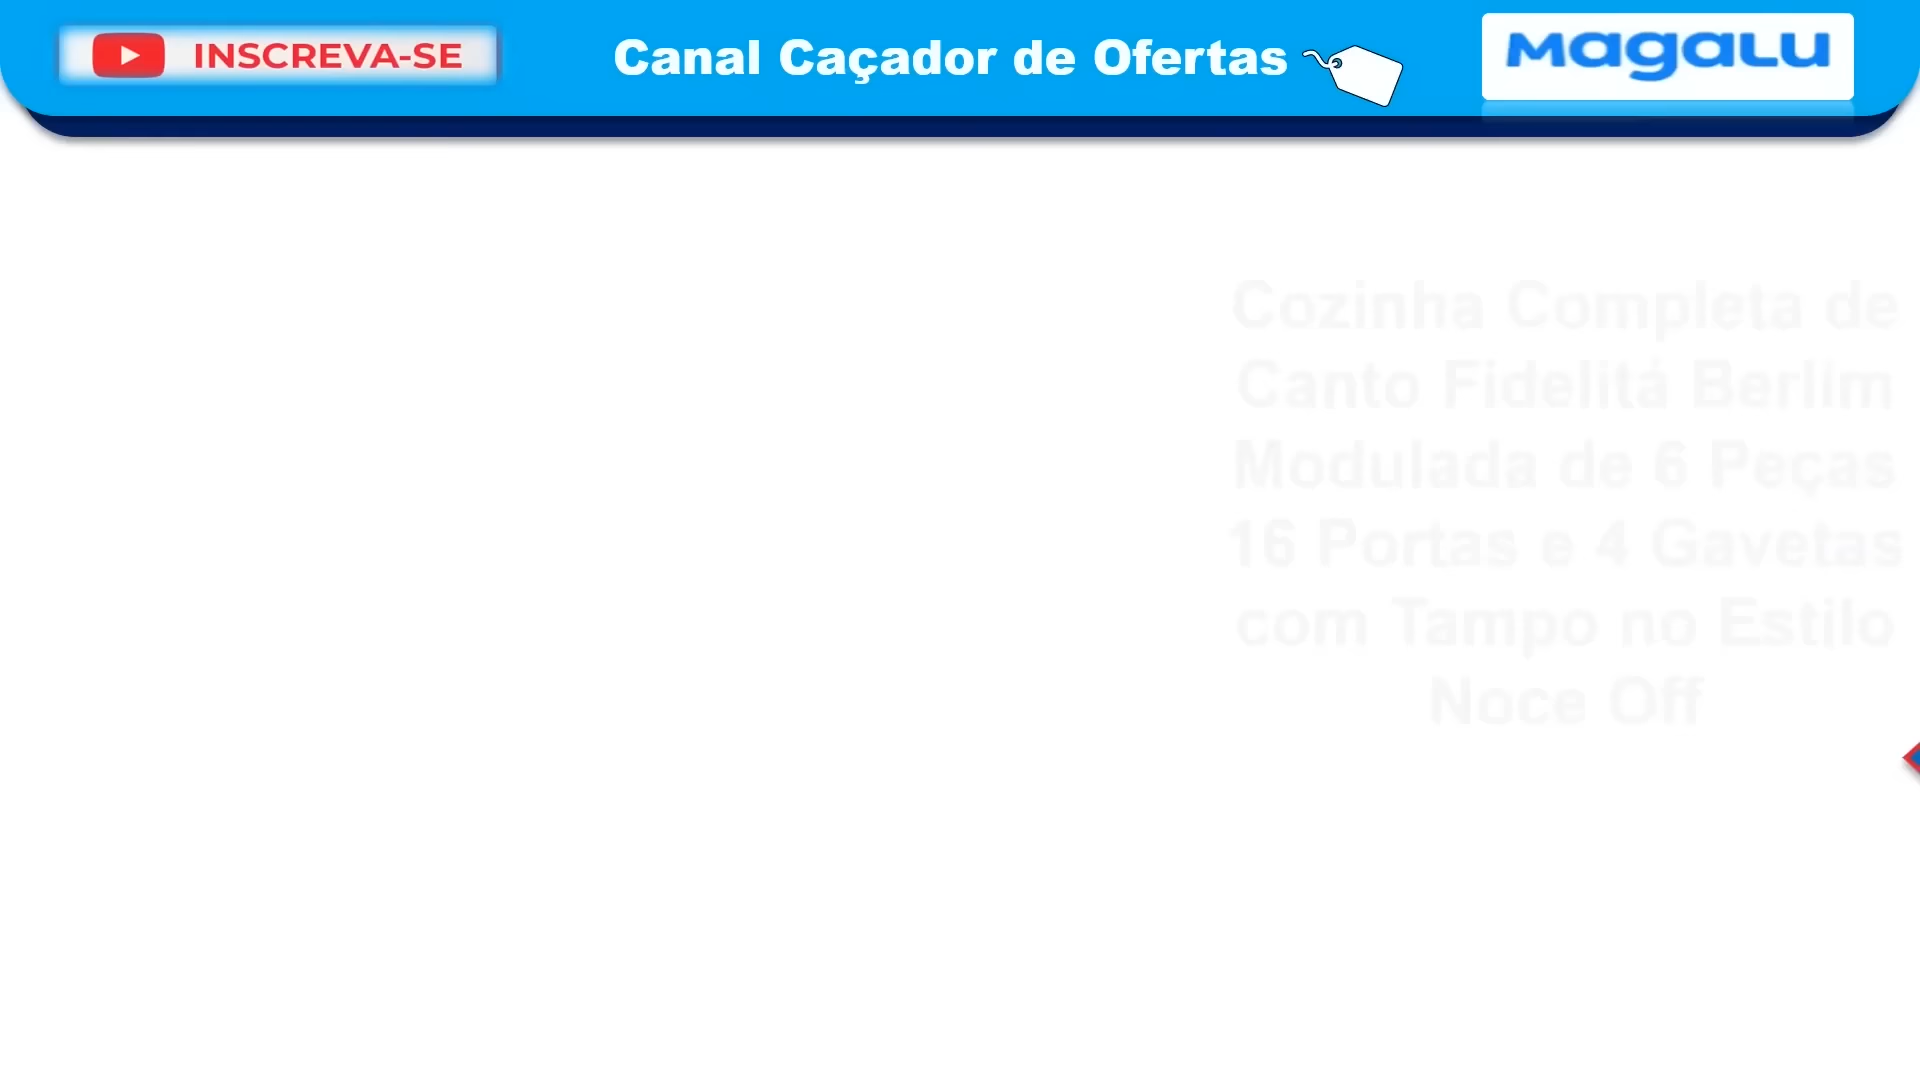 INSCREVA-SE
Canal Caçador de Ofertas
Magalu
Cozinha Completa de
Canto Fidelitá Berlim
Modulada de 6 Peças
16 Portas e 4 Gavetas
com Tampo no Estilo
Noce Off